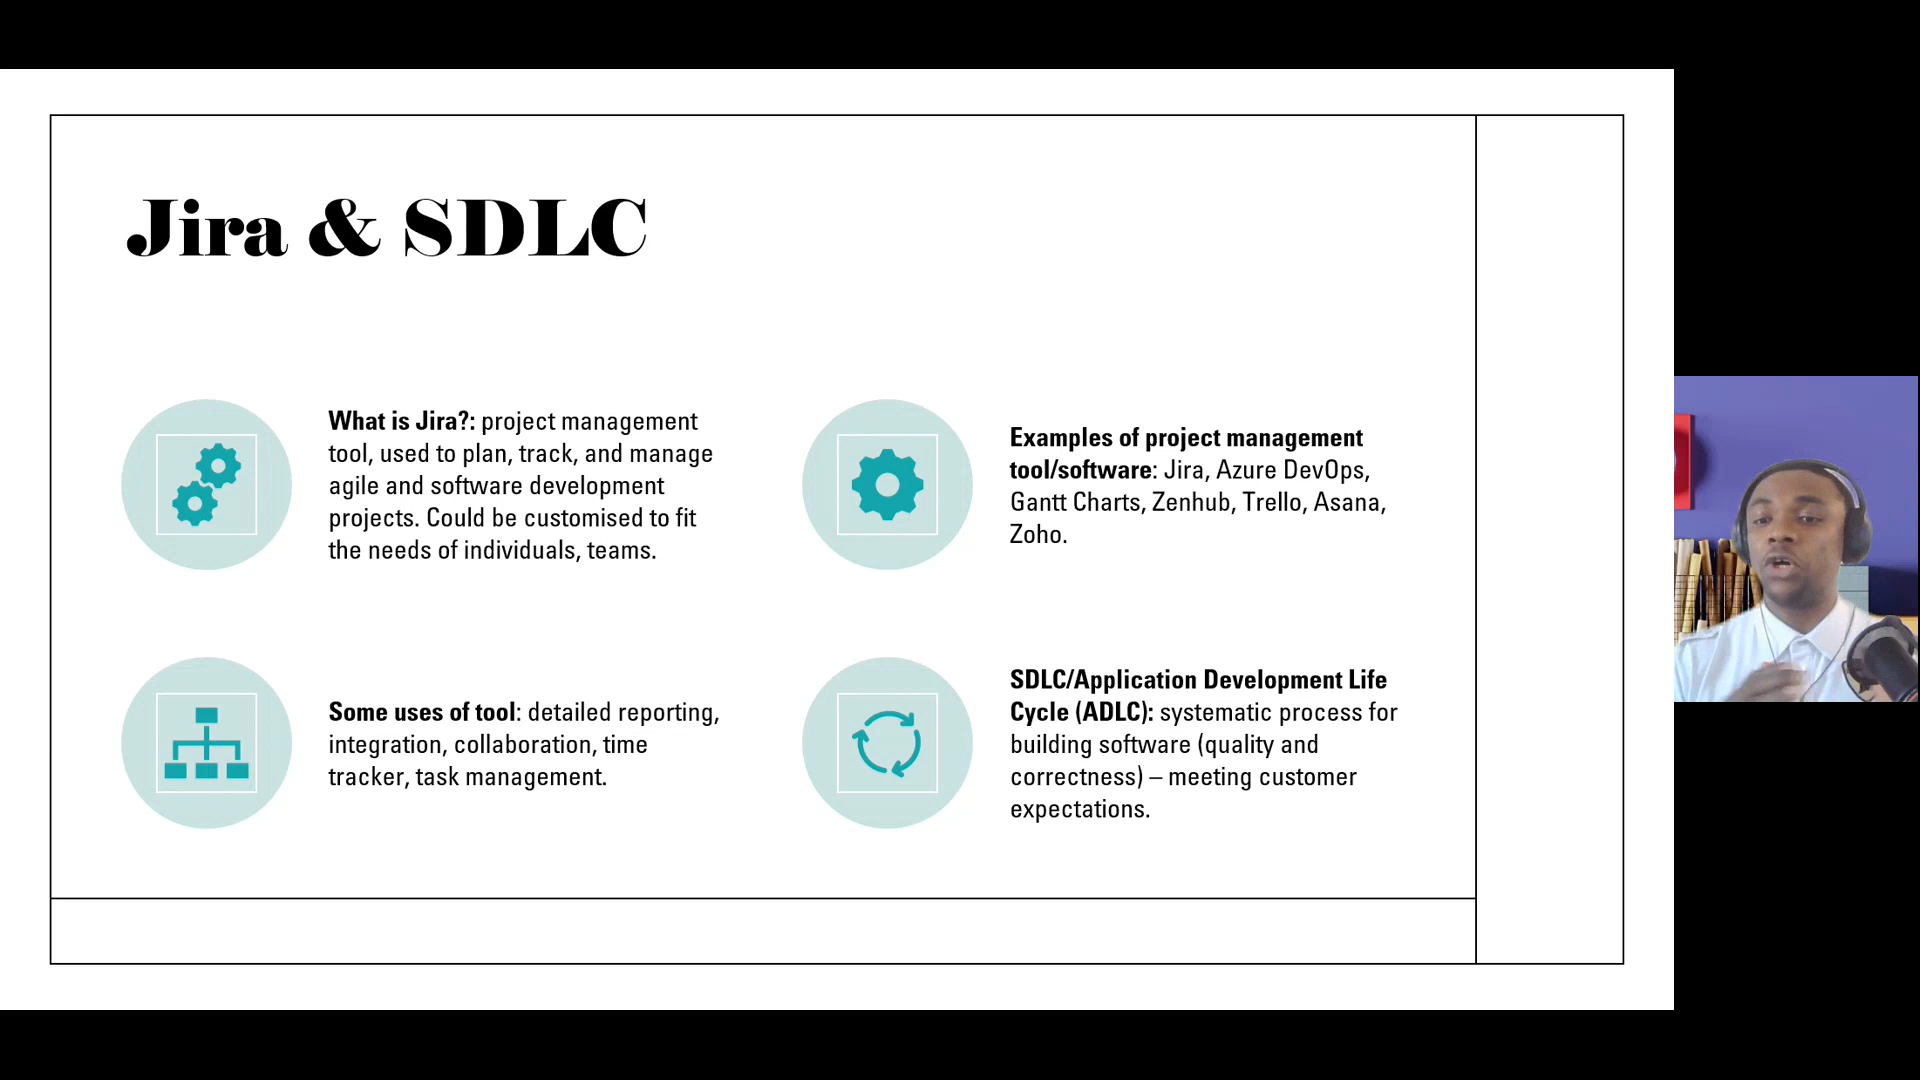 Jira & SDLC
What is Jira?: project management
tool, used to plan, track, and manage
agile and software development
projects. Could be customised to fit
the needs of individuals, teams.
Examples of project management
tool/software: Jira, Azure DevOps,
Gantt Charts, Zenhub, Trello, Asana,
Zoho.
Some uses of tool: detailed reporting,
integration, collaboration, time
tracker, task management.
SDLC/Application Development Life
Cycle (ADLC): systematic process for
building software (quality and
correctness) – meeting customer
expectations.